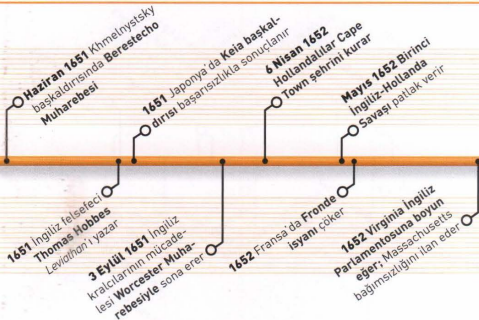 Haziran 1651 Khmelnystsky
başkaldırısında Berestecho
Muharebesi
1651 İngiliz felsefeci
Thomas Hobbes
Leviathan'ı yazar
1651 Japonya'da Keia başkal-
dırısı başarısızlıkla sonuçlanır
3 Eylül 1651 İngiliz
kralcılarının mücade-
lesi Worcester Muha-
rebesiyle sona erer
6 Nisan 1652
Hollandalılar Cape
Town şehrini kurar
Mayıs 1652 Birinci
İngiliz-Hollanda
Savaşı patlak verir
1652 Fransa'da Fronde
isyanı çöker
1652 Virginia İngiliz
Parlamentosuna boyun
eğer; Massachusetts
bağımsızlığını ilan eder